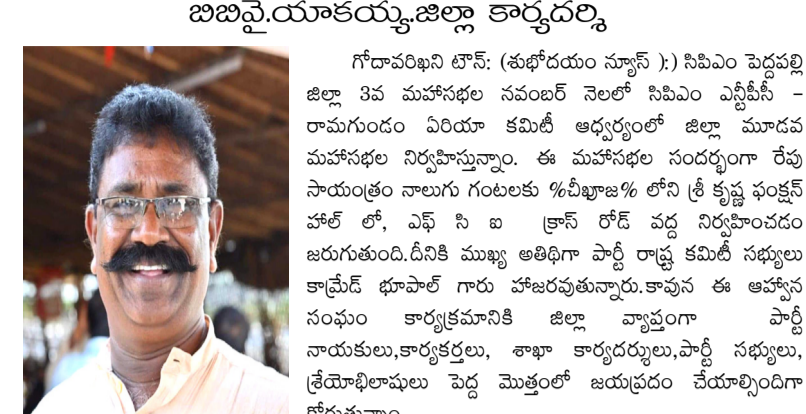 బిబివై.యాకయ్య.జిల్లా కార్యదర్శి
గోదావరిఖని టౌన్: (శుభోదయం న్యూస్ ):) సిపిఎం పెద్దపల్లి
జిల్లా 3వ మహాసభల నవంబర్ నెలలో సిపిఎం ఎన్టీపీసీ -
రామగుండం ఏరియా కమిటీ ఆధ్వర్యంలో జిల్లా మూడవ
మహాసభల నిర్వహిస్తున్నాం. ఈ మహాసభల సందర్భంగా రేపు
సాయంత్రం నాలుగు గంటలకు %చీఖూజ% లోని శ్రీ కృష్ణ ఫంక్షన్
హాల్ లో, ఎఫ్ సి ఐ క్రాస్ రోడ్ వద్ద నిర్వహించడం
జరుగుతుంది.దీనికి ముఖ్య అతిథిగా పార్టీ రాష్ట్ర కమిటీ సభ్యులు
కామ్రేడ్ భూపాల్ గారు హాజరవుతున్నారు.కావున ఈ ఆహ్వాన
సంఘం కార్యక్రమానికి జిల్లా వ్యాప్తంగా పార్టీ
నాయకులు,కార్యకర్తలు, శాఖా కార్యదర్శులు,పార్టీ సభ్యులు,
శ్రేయోభిలాషులు పెద్ద మొత్తంలో జయప్రదం చేయాల్సిందిగా